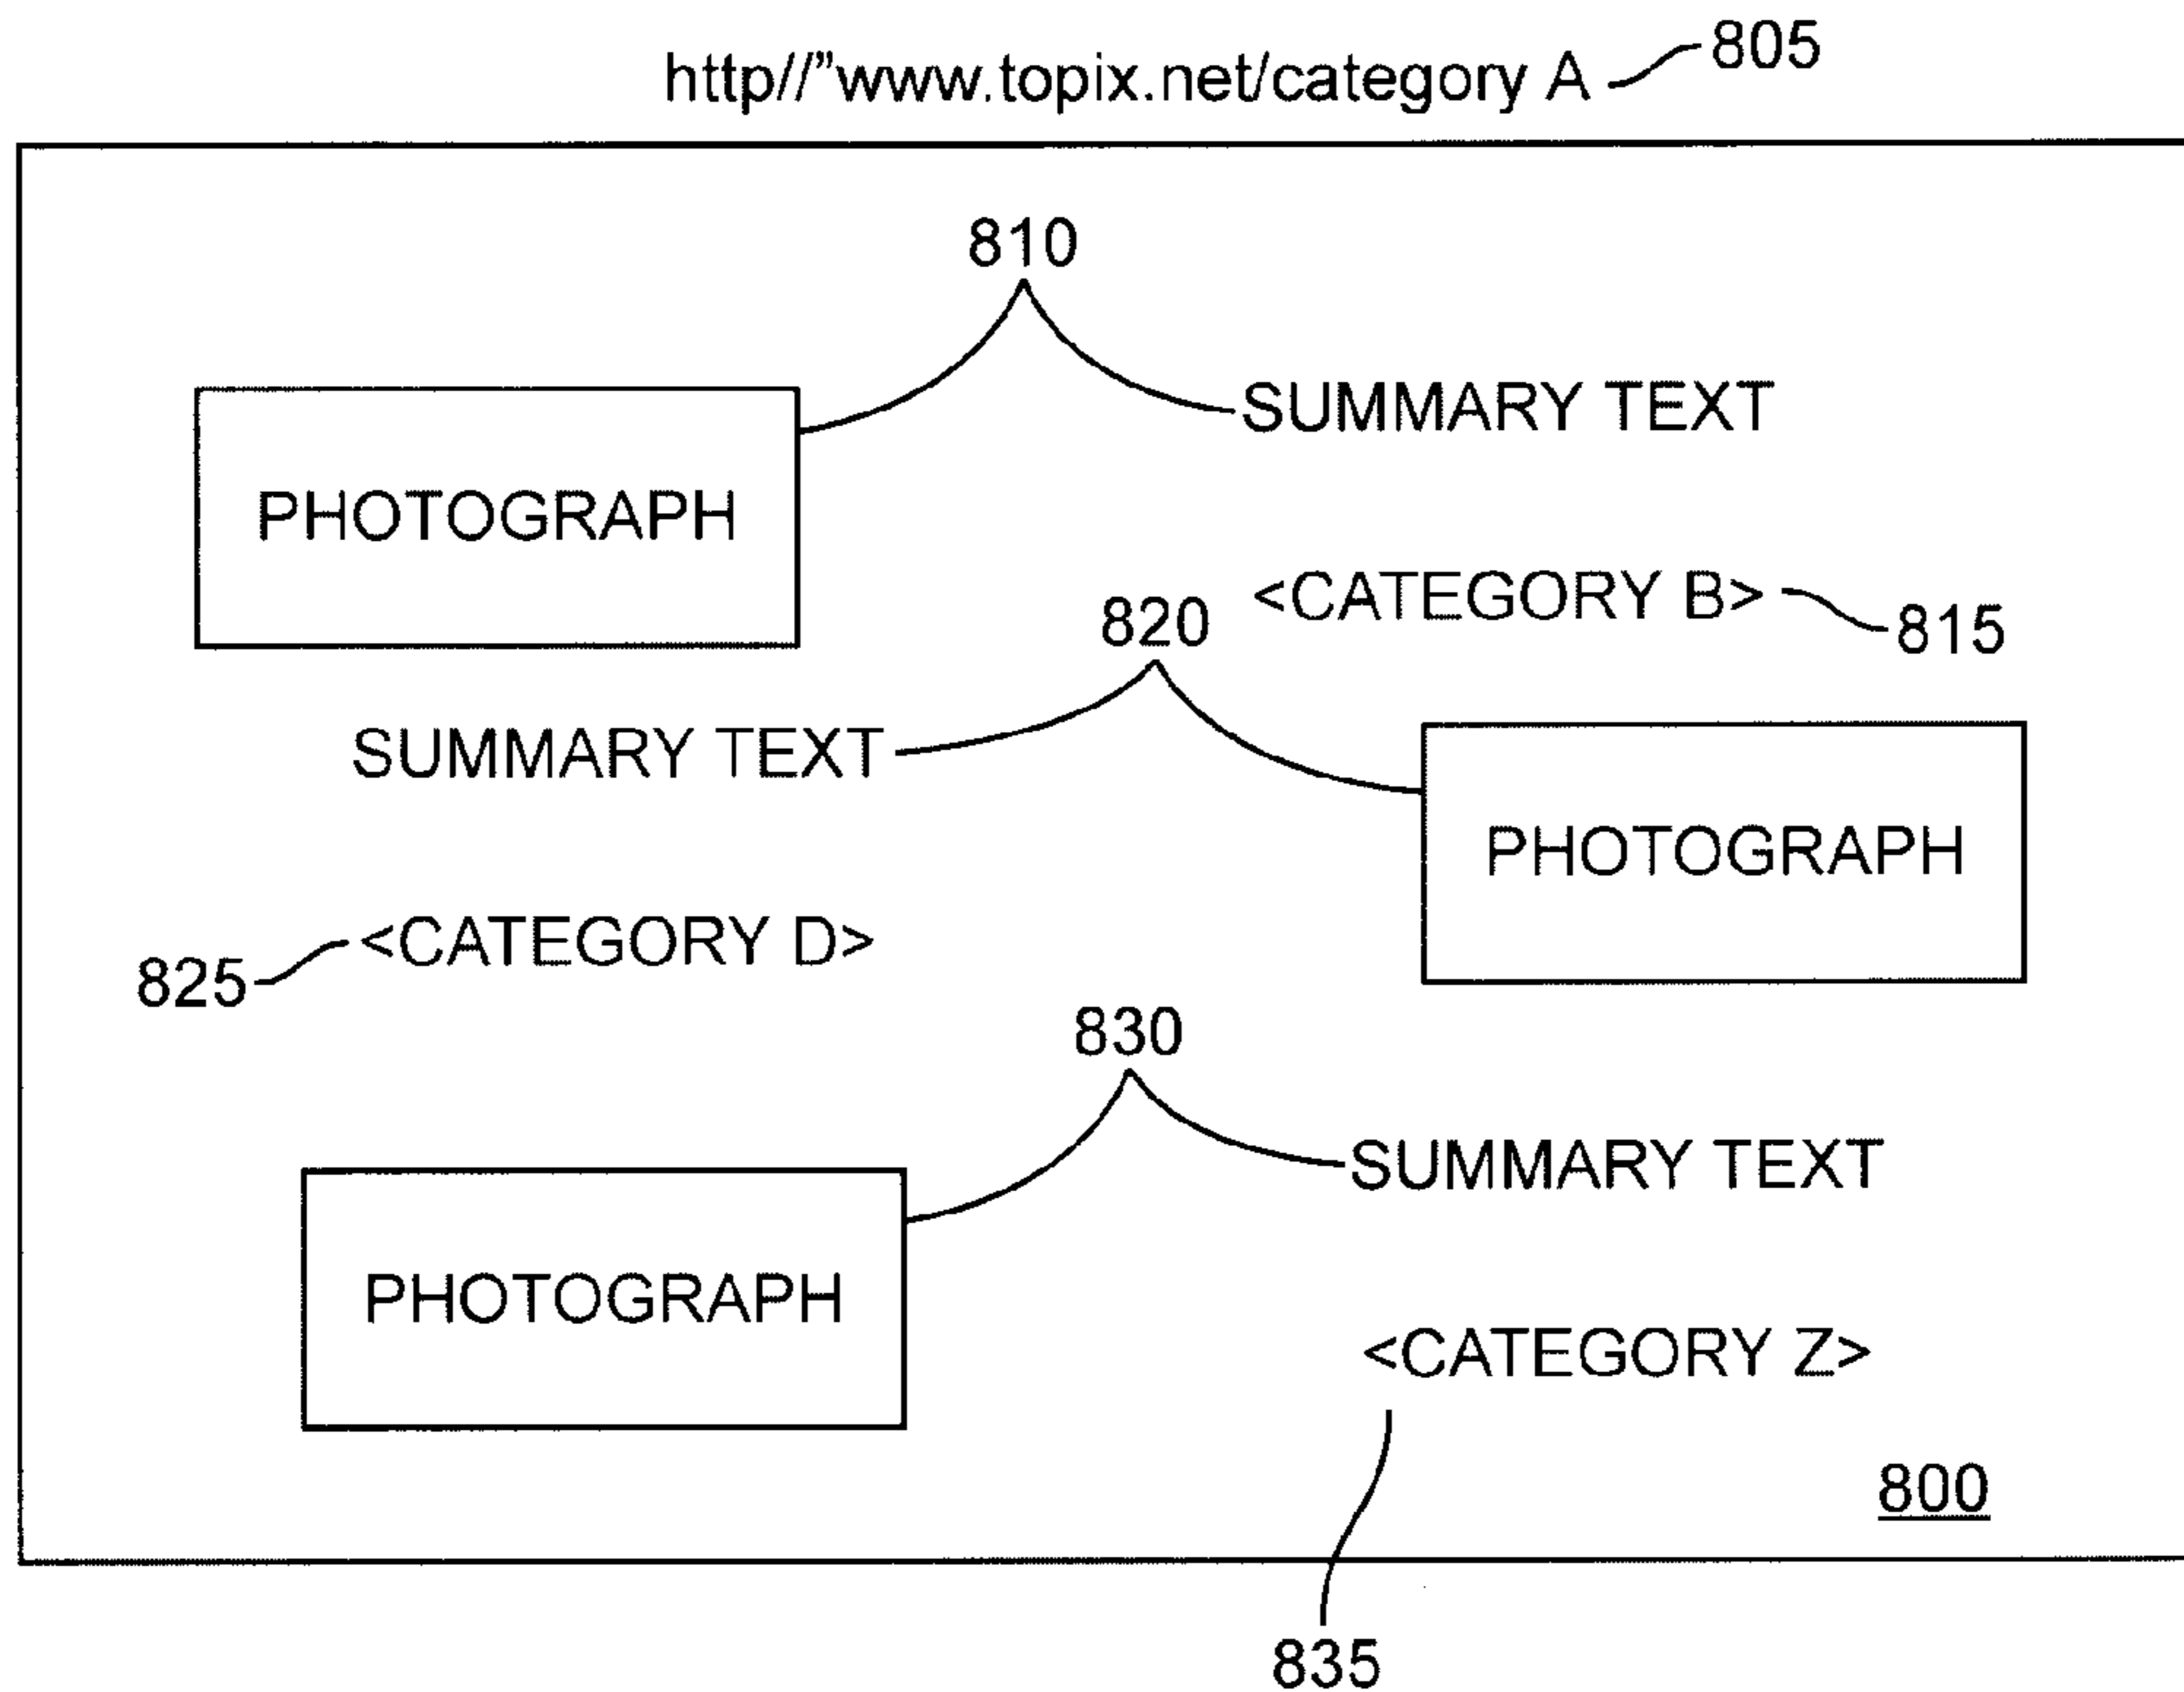 http//”www.topix.net/category A 805
810
SUMMARY TEXT
PHOTOGRAPH
<CATEGORY B> 815
820
SUMMARY TEXT
PHOTOGRAPH
825 <CATEGORY D>
830
SUMMARY TEXT
PHOTOGRAPH
<CATEGORY Z>
800
835